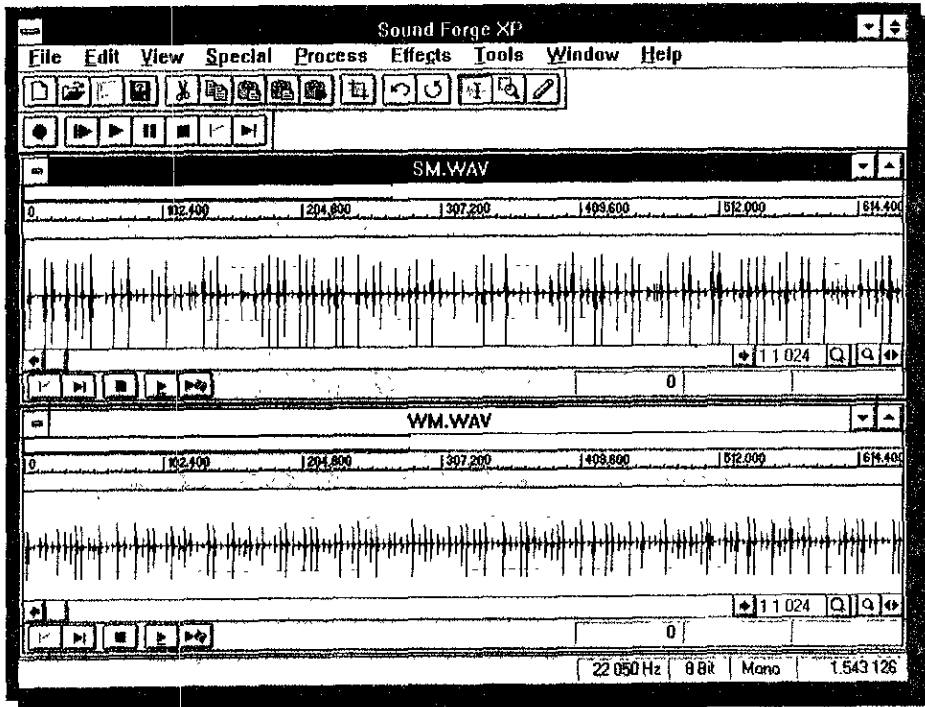 Sound Forge XP
File Edit View Special Process Effects Tools Window Help
SM.WAV
0 102.400 204.800 307.200 409.600 512.000 614.400
1 1 024
0
WM.WAV
0 102.400 204.800 307.200 409.600 512.000 614.400
1 1 024
0
22 050 Hz 8 Bit Mono 1.543 126